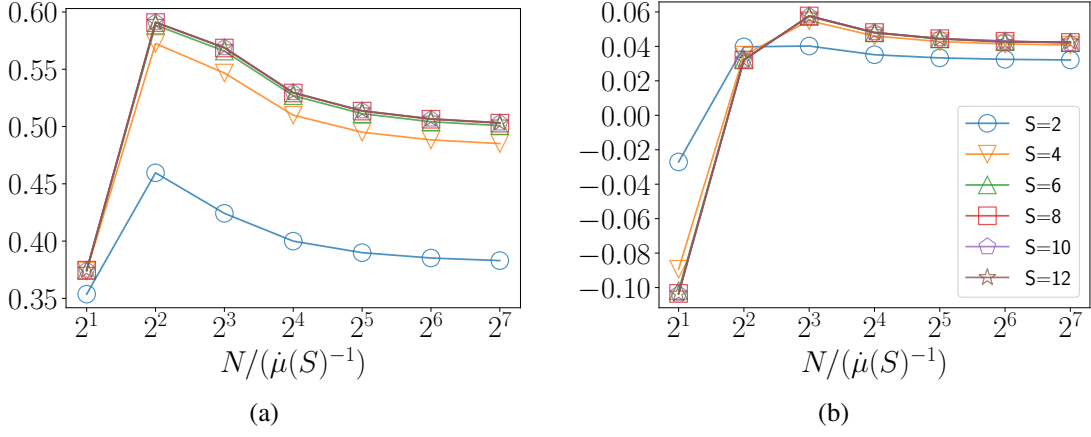 0.60
0.55
0.50
0.45
0.40
0.35
2^1 2^2 2^3 2^4 2^5 2^6 2^7
N/(μ̇(S)^{-1})
(a)
0.06
0.04
0.02
0.00
−0.02
−0.04
−0.06
−0.08
−0.10
S=2
S=4
S=6
S=8
S=10
S=12
2^1 2^2 2^3 2^4 2^5 2^6 2^7
N/(μ̇(S)^{-1})
(b)